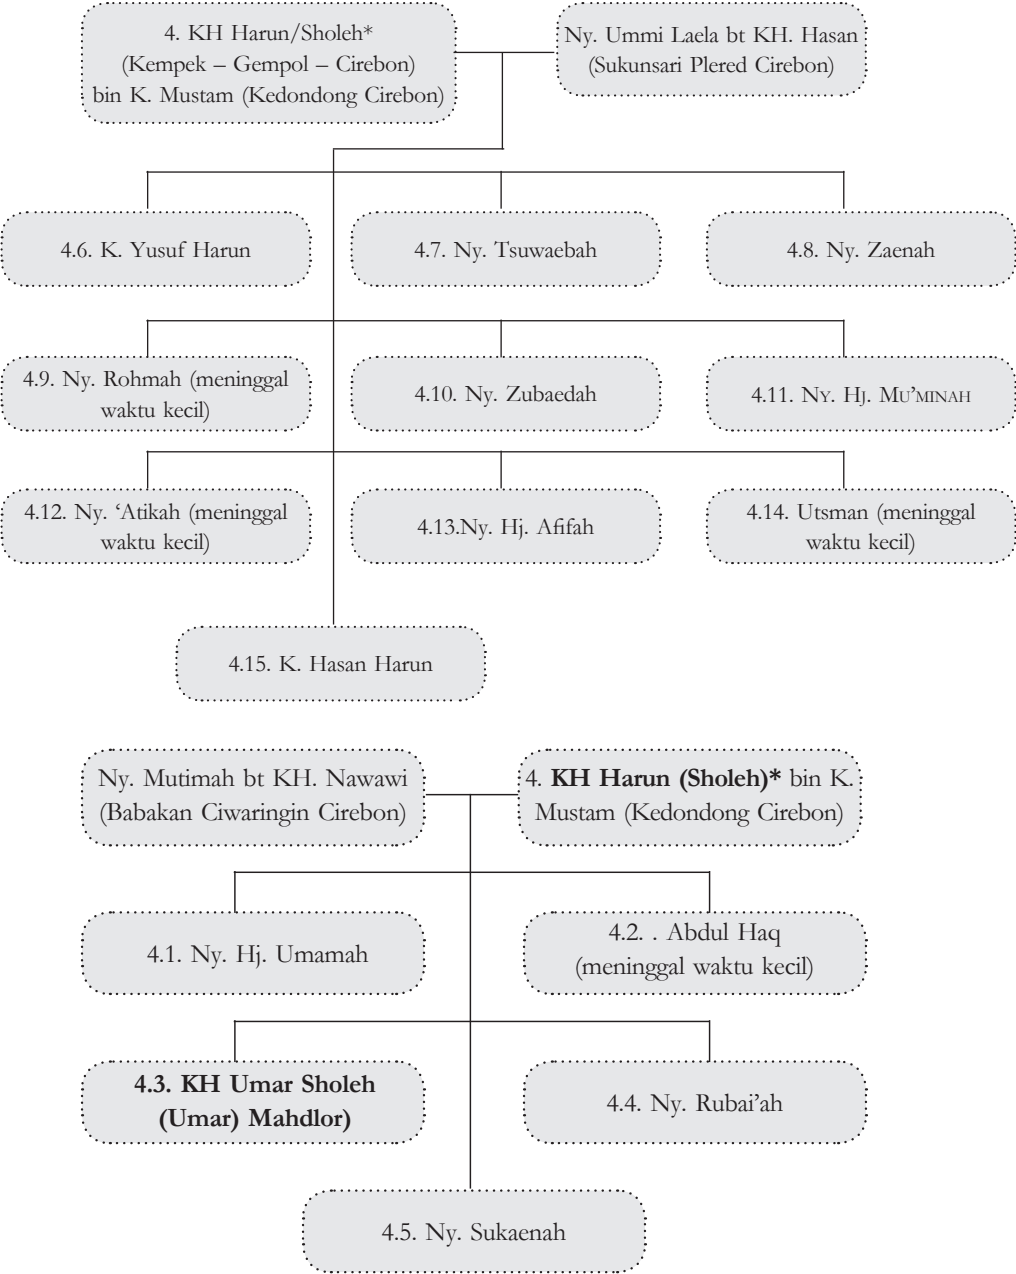 4. KH Harun/Sholeh*
(Kempek – Gempol – Cirebon)
bin K. Mustam (Kedondong Cirebon)
Ny. Ummi Laela bt KH. Hasan
(Sukunsari Plered Cirebon)
4.6. K. Yusuf Harun
4.7. Ny. Tsuwaebah
4.8. Ny. Zaenah
4.9. Ny. Rohmah (meninggal
waktu kecil)
4.10. Ny. Zubaedah
4.11. Ny. Hj. Mu’minah
4.12. Ny. ‘Atikah (meninggal
waktu kecil)
4.13.Ny. Hj. Afifah
4.14. Utsman (meninggal
waktu kecil)
4.15. K. Hasan Harun
Ny. Mutimah bt KH. Nawawi
(Babakan Ciwaringin Cirebon)
4. KH Harun (Sholeh)* bin K.
Mustam (Kedondong Cirebon)
4.1. Ny. Hj. Umamah
4.2. . Abdul Haq
(meninggal waktu kecil)
4.3. KH Umar Sholeh
(Umar) Mahdlor)
4.4. Ny. Rubai’ah
4.5. Ny. Sukaenah